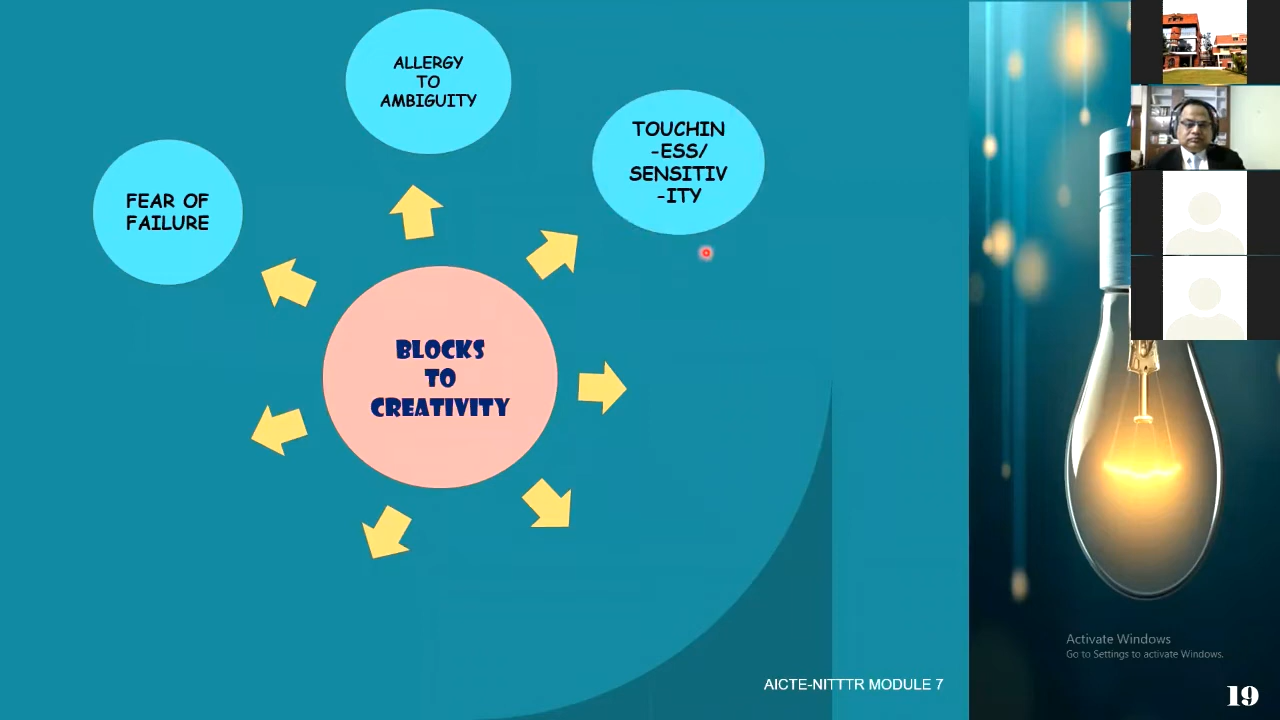 ALLERGY
TO
AMBIGUITY
TOUCHIN
-ESS/
SENSITIV
-ITY
FEAR OF
FAILURE
BLOCKS
TO
CREATIVITY
Activate Windows
Go to Settings to activate Windows.
AICTE-NITTTR MODULE 7
19